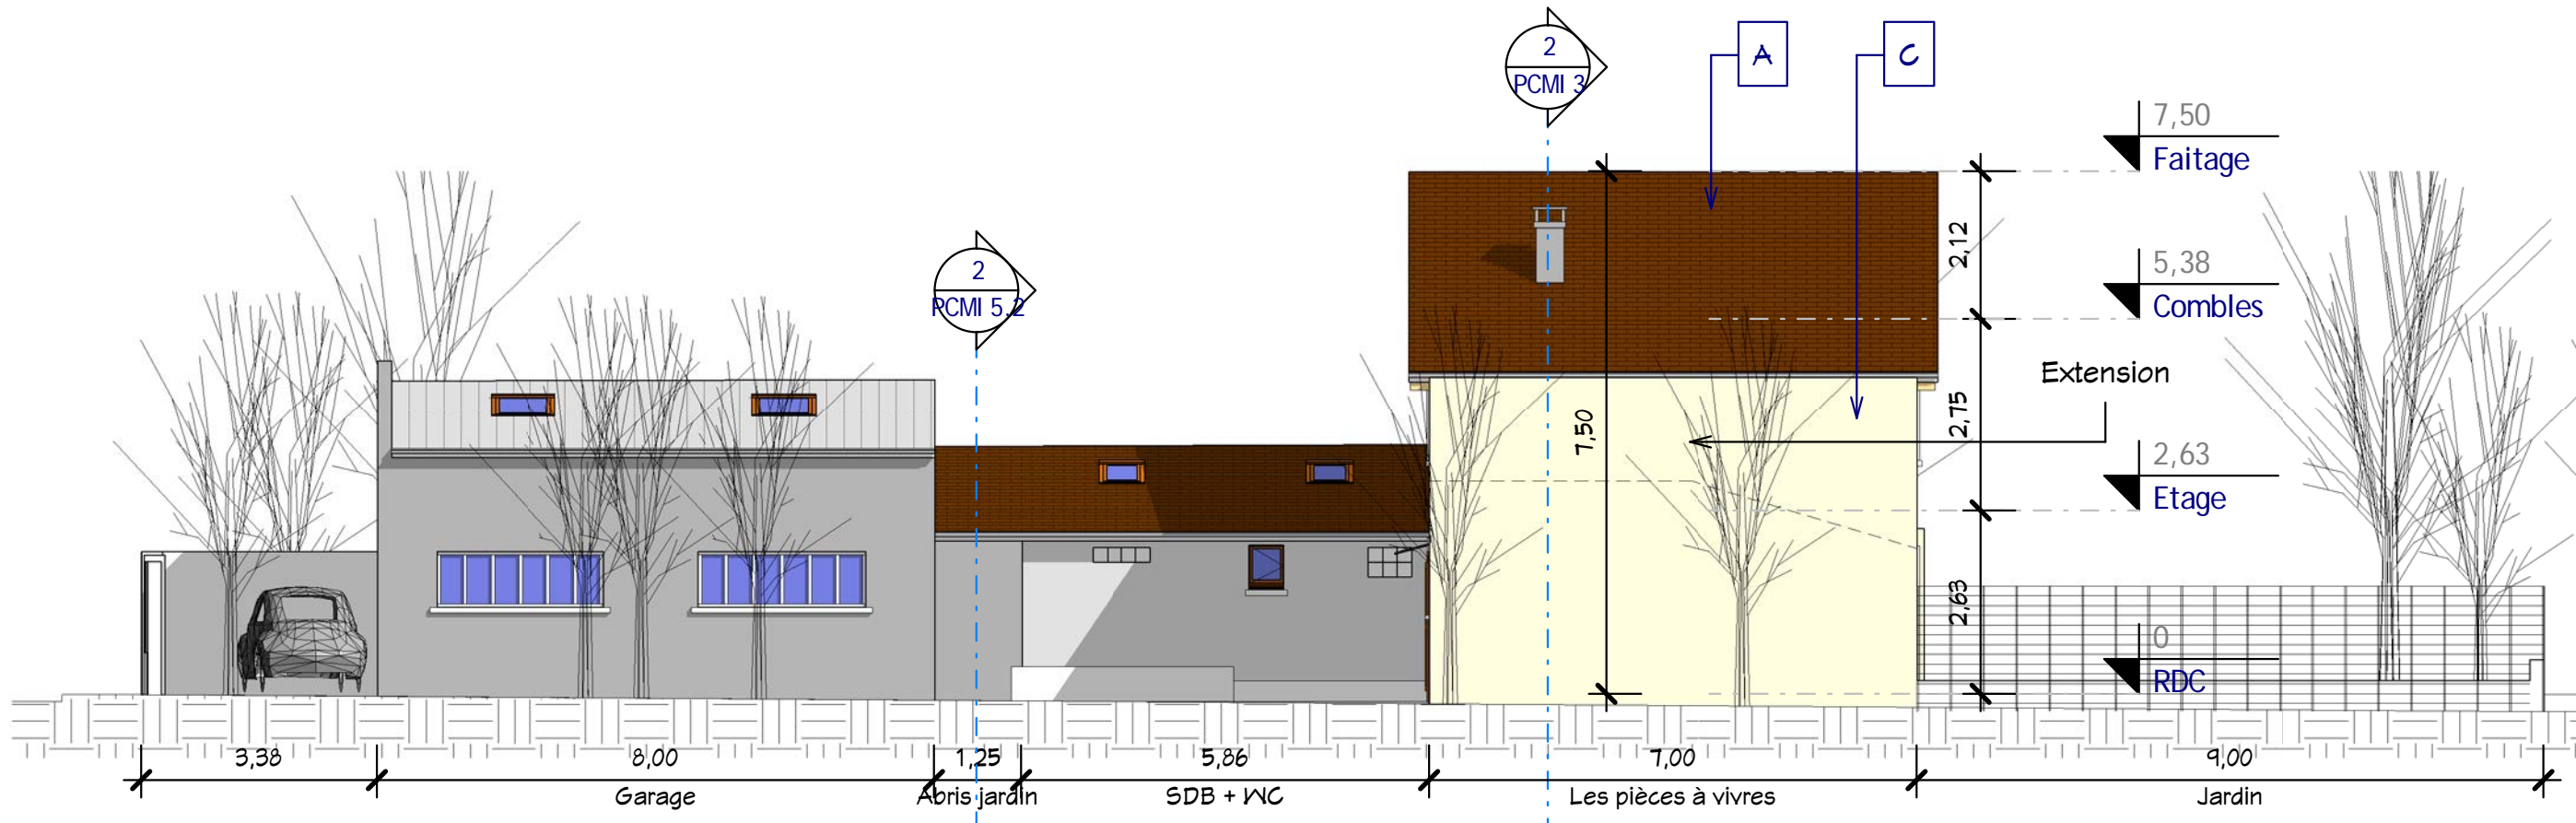 2
PCMI 3
A
C
7,50
Faitage
2,12
5,38
Combles
2
PCMI 5.2
Extension
7,50
2,75
2,63
Etage
2,63
0
RDC
3,38
8,00
1,25
5,86
7,00
9,00
Garage
Abris jardin
SDB + WC
Les pièces à vivres
Jardin